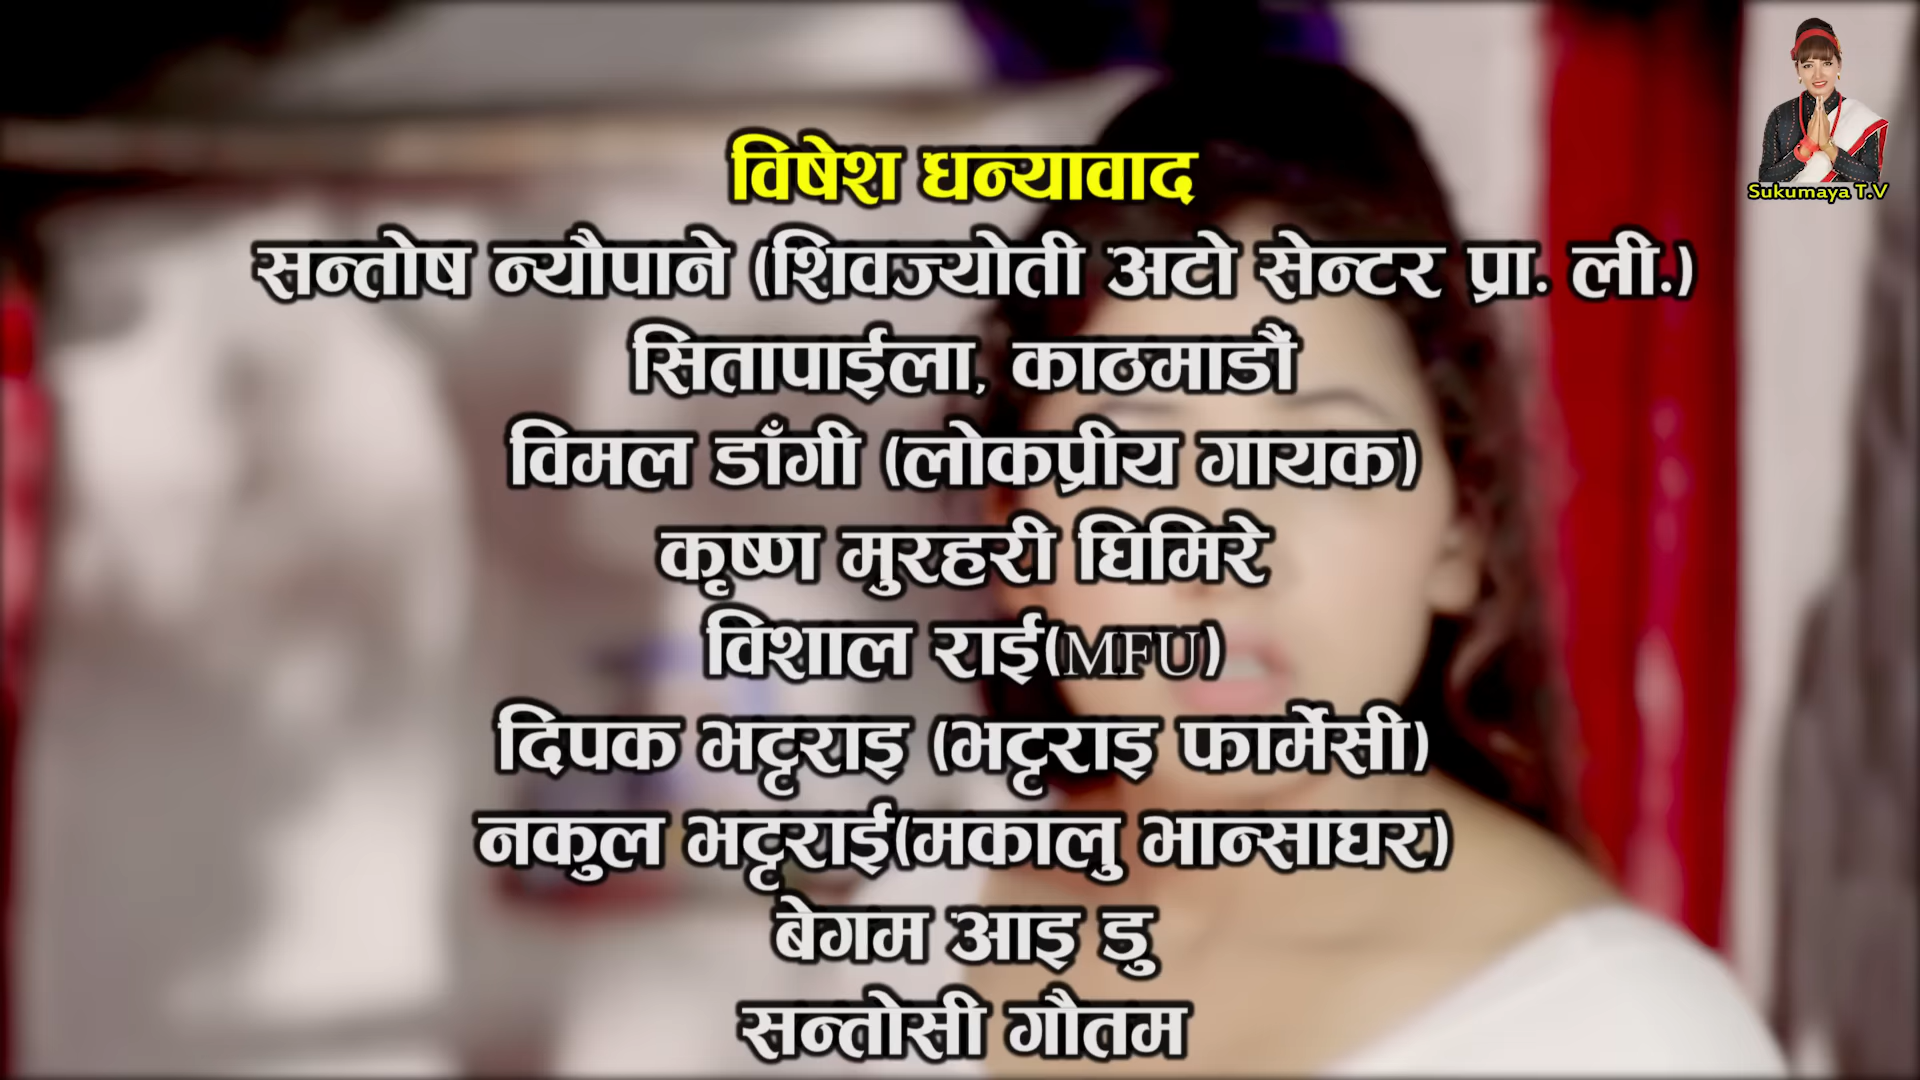 विषेश धन्यावाद
Sukumaya T.V
सन्तोष न्यौपाने (शिवज्योती अटो सेन्टर प्रा. ली.)
सितापाईला, काठमाडौं
विमल डाँगी (लोकप्रीय गायक)
कृष्ण मुरहरी घिमिरे
विशाल राई(MFU)
दिपक भट्टराइ (भट्टराइ फार्मेसी)
नकुल भट्टराई(मकालु भान्साघर)
बेगम आइ डु
सन्तोसी गौतम